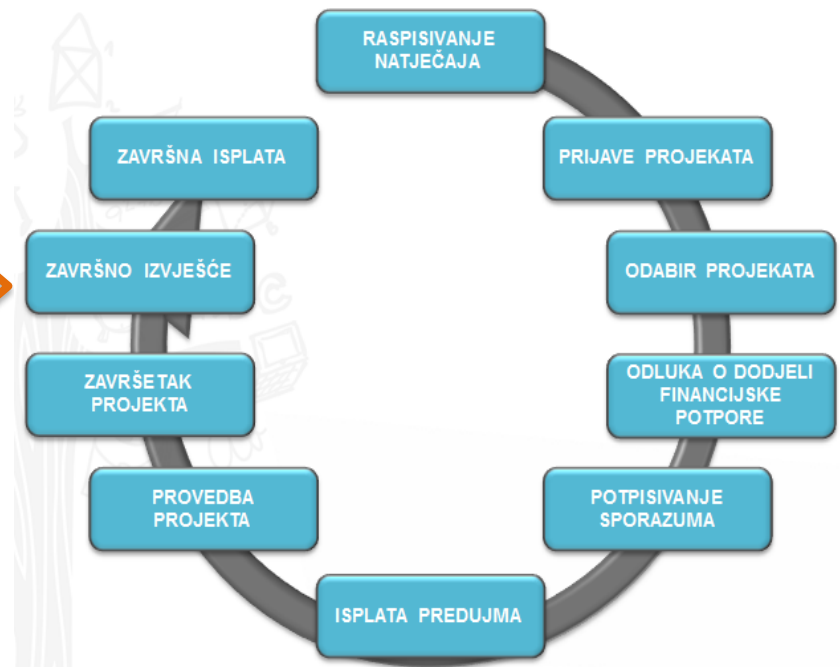 RASPISIVANJE
NATJEČAJA
PRIJAVE PROJEKATA
ODABIR PROJEKATA
ODLUKA O DODJELI
FINANCIJSKE
POTPORE
POTPISIVANJE
SPORAZUMA
ISPLATA PREDUJMA
PROVEDBA
PROJEKTA
ZAVRŠETAK
PROJEKTA
ZAVRŠNO IZVJEŠĆE
ZAVRŠNA ISPLATA